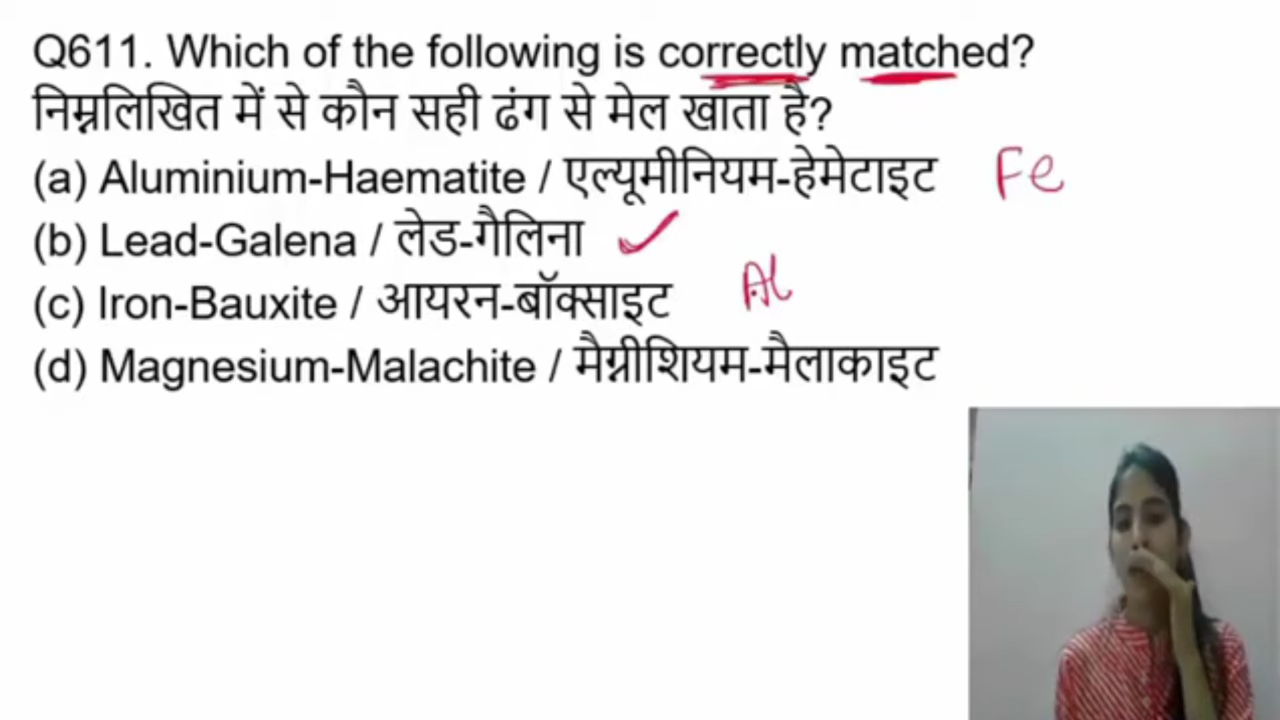 Q611. Which of the following is correctly matched?
निम्नलिखित में से कौन सही ढंग से मेल खाता है?
(a) Aluminium-Haematite / एल्यूमीनियम-हेमेटाइट Fe
(b) Lead-Galena / लेड-गैलिना ✓
(c) Iron-Bauxite / आयरन-बॉक्साइट Al
(d) Magnesium-Malachite / मैग्नीशियम-मैलाकाइट